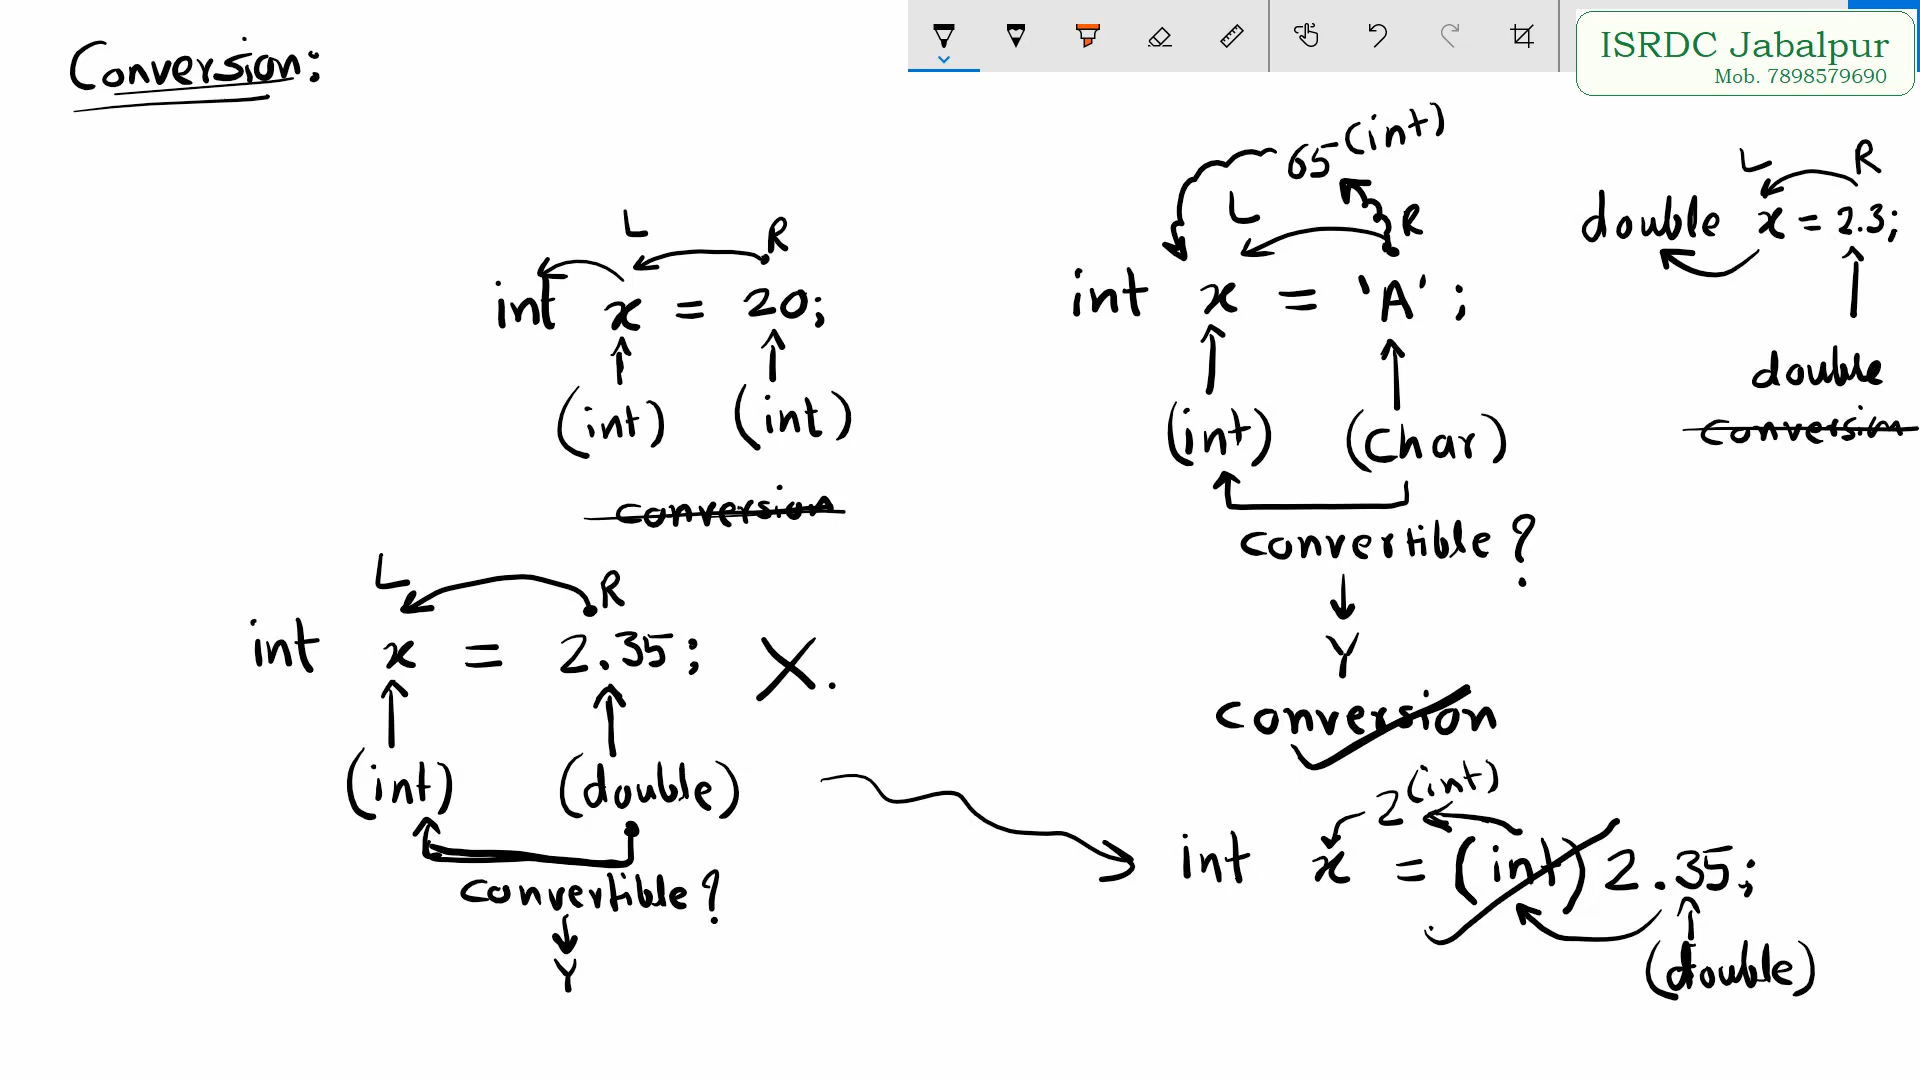 Conversion:
ISRDC Jabalpur
Mob. 7898579690
L R
int x = 20;
(int) (int)
conversion
65 (int)
L R
int x = 'A';
(int) (char)
convertible?
Y
conversion
L R
double x = 2.3;
double
conversion
L R
int x = 2.35; X.
(int) (double)
convertible?
Y
2 (int)
int x = (int) 2.35;
(double)